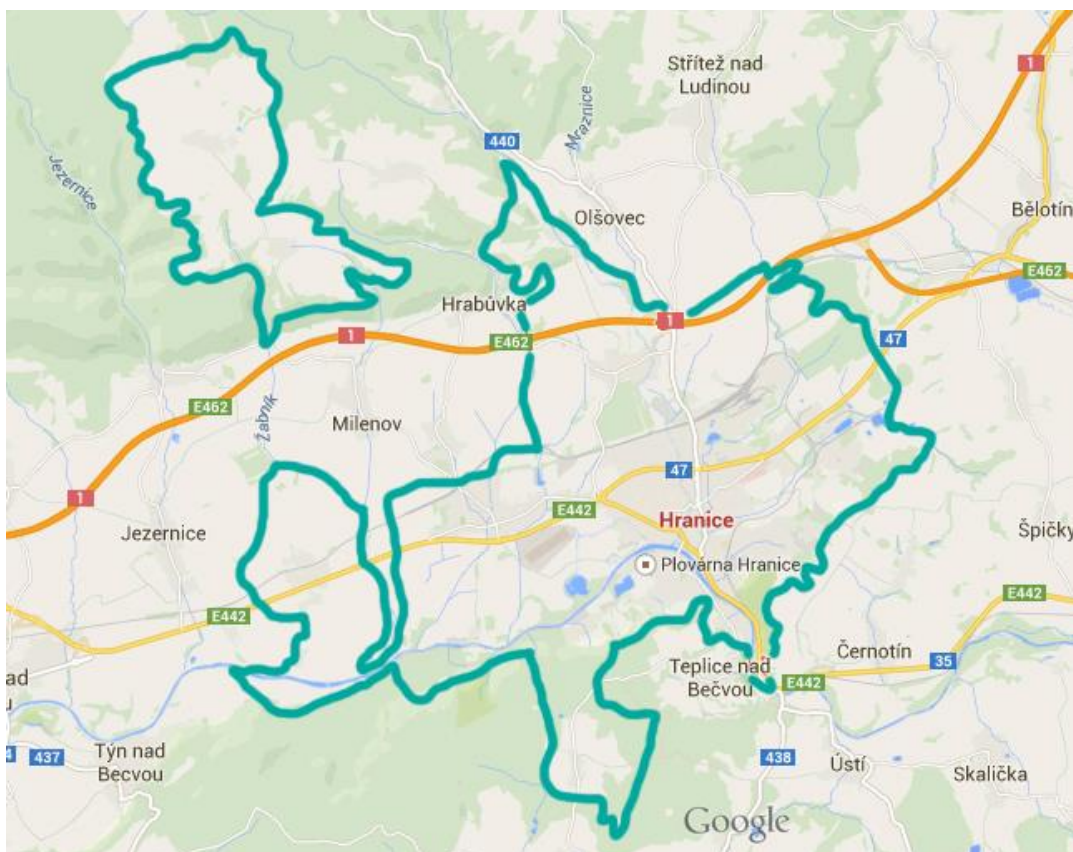 1
Střítež nad
Ludinou
440
Mraznice
Jezernice
Bělotín
Olšovec
E462
Hrabůvka
1
1
E462
47
E462
Žabník
Milenov
47
1
E442
Hranice
Jezernice
Špičky
Plovárna Hranice
E442
E442
Černotín
35
Teplice nad
Bečvou
E442
ad
Týn nad
Becvou
437
438
Ústí
Skalička
Google